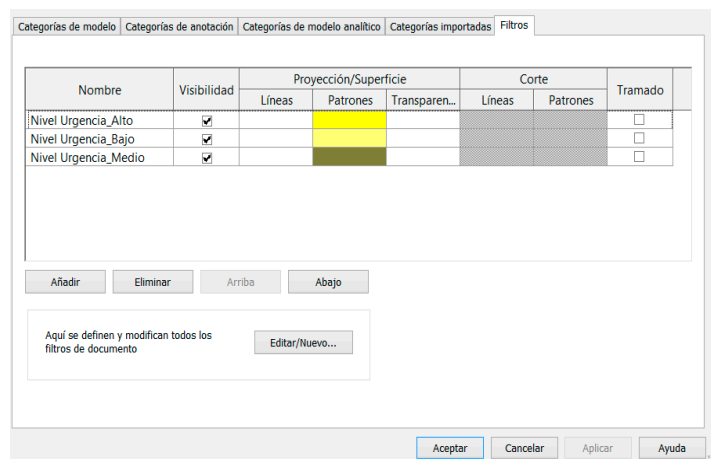 Categorías de modelo Categorías de anotación Categorías de modelo analítico Categorías importadas Filtros
Nombre Visibilidad Proyección/Superficie Corte Tramado
Líneas Patrones Transparen... Líneas Patrones
Nivel Urgencia_Alto
Nivel Urgencia_Bajo
Nivel Urgencia_Medio
Añadir Eliminar Arriba Abajo
Aquí se definen y modifican todos los
filtros de documento
Editar/Nuevo...
Aceptar Cancelar Aplicar Ayuda